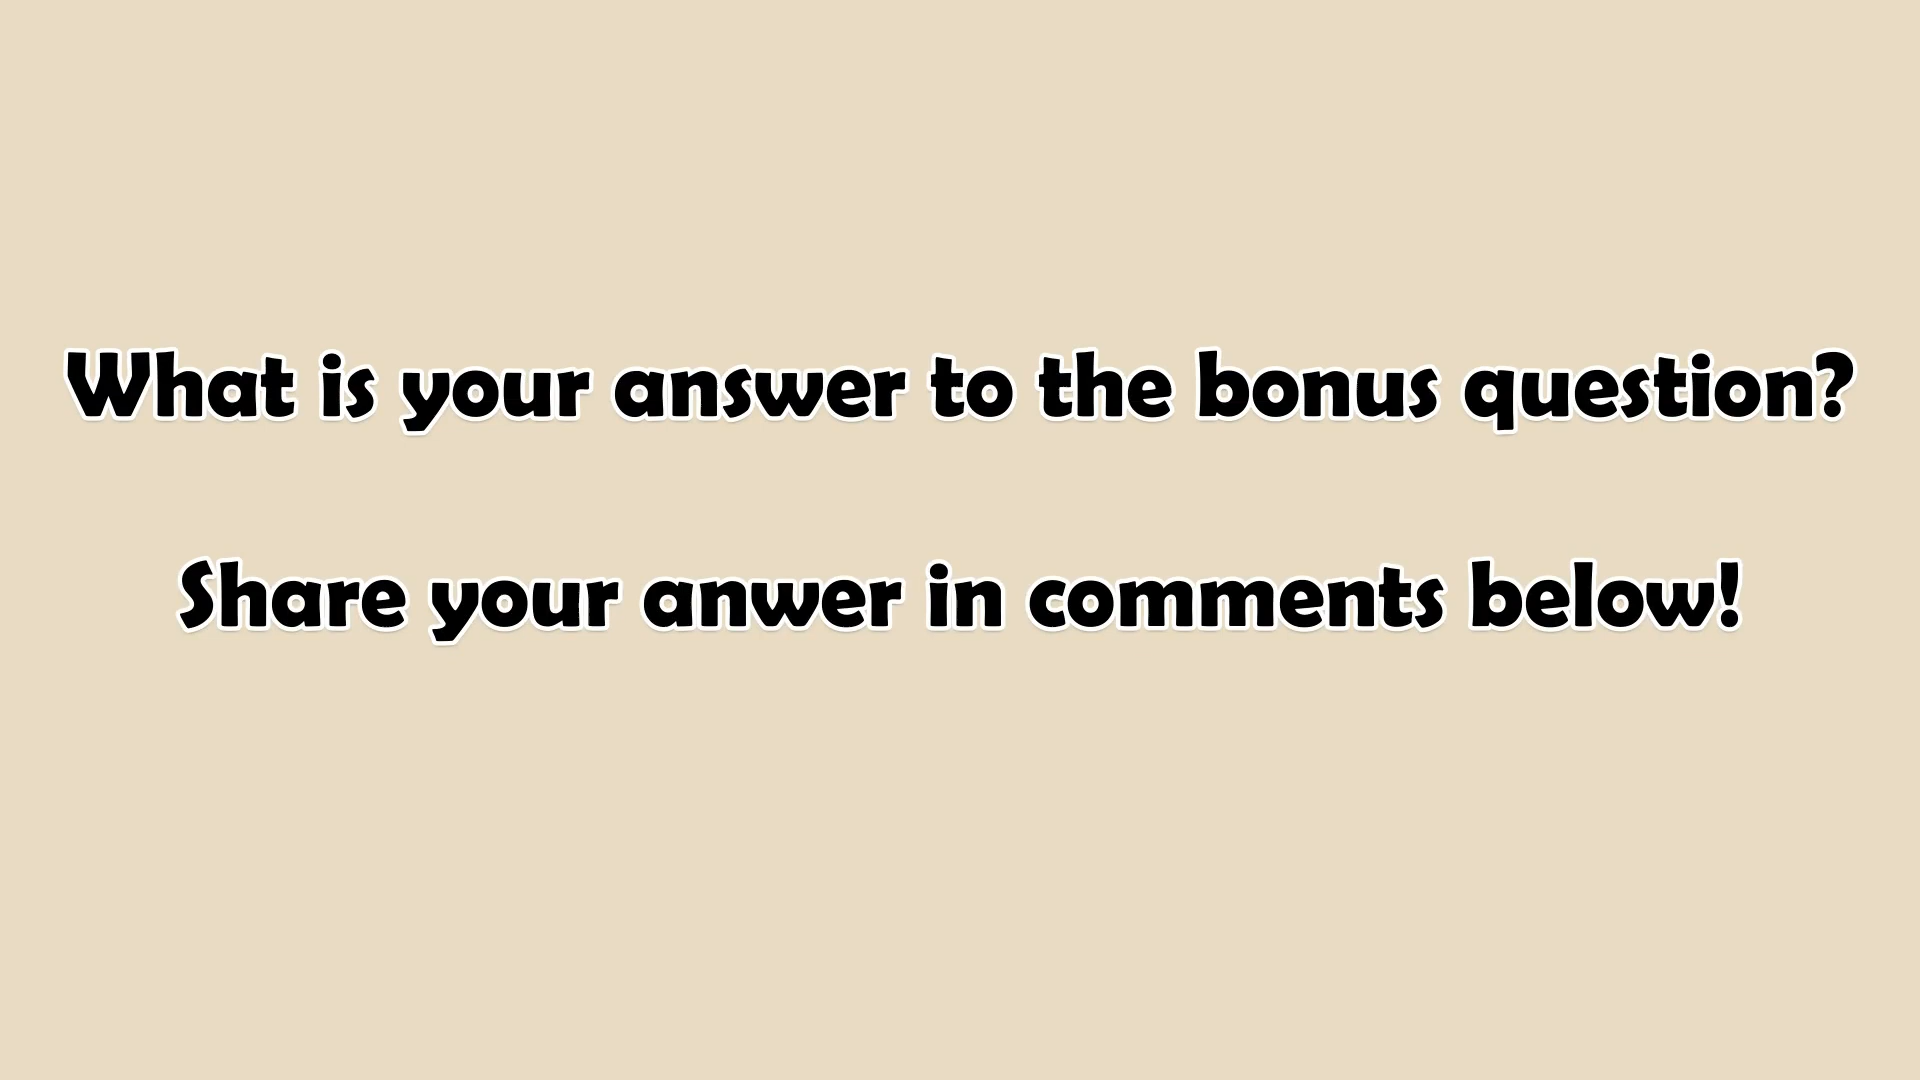 What is your answer to the bonus question?
Share your anwer in comments below!